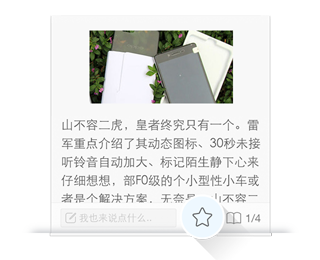 山不容二虎，皇者终究只有一个。雷
军重点介绍了其动态图标、30秒未接
听铃音自动加大、标记陌生静下心来
仔细想想，部F0级的个小型性小车或
者是个解决方案，无奈是，山不容二
我也来说点什么..
1/4